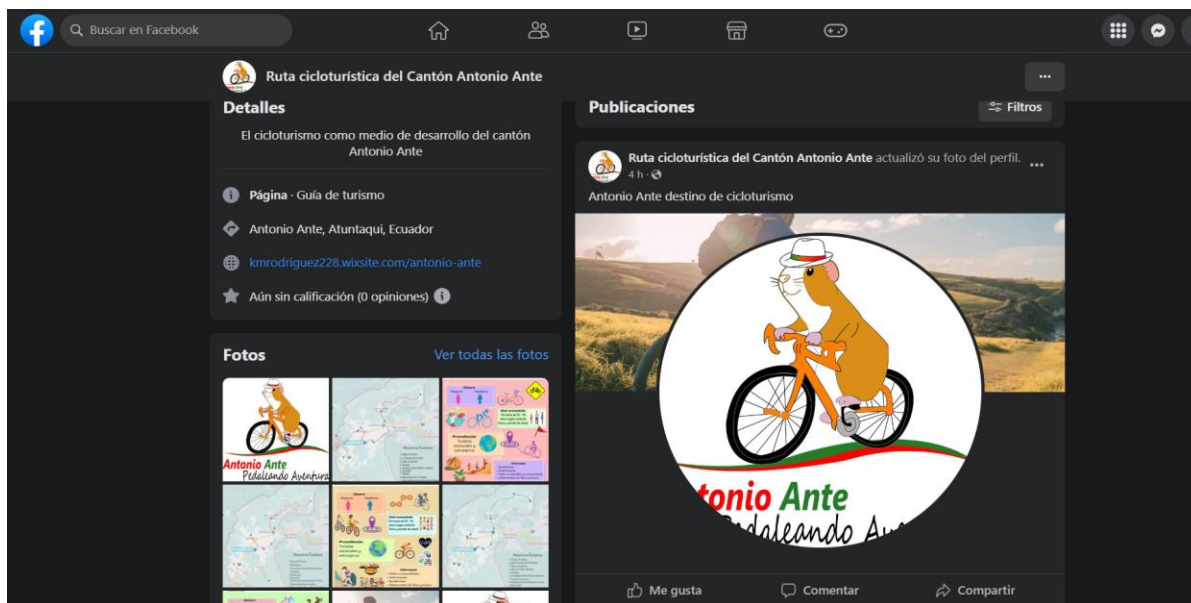 Buscar en Facebook
Ruta cicloturística del Cantón Antonio Ante
Detalles
El cicloturismo como medio de desarrollo del cantón
Antonio Ante
Página · Guía de turismo
Antonio Ante, Atuntaqui, Ecuador
kmrodriguez228.wixsite.com/antonio-ante
Aún sin calificación (0 opiniones)
Fotos
Ver todas las fotos
Antonio Ante
Pedaleando Aventura
Publicaciones
Filtros
Ruta cicloturística del Cantón Antonio Ante actualizó su foto del perfil.
4 h
Antonio Ante destino de cicloturismo
tonio Ante
Pedaleando Av
Me gusta
Comentar
Compartir